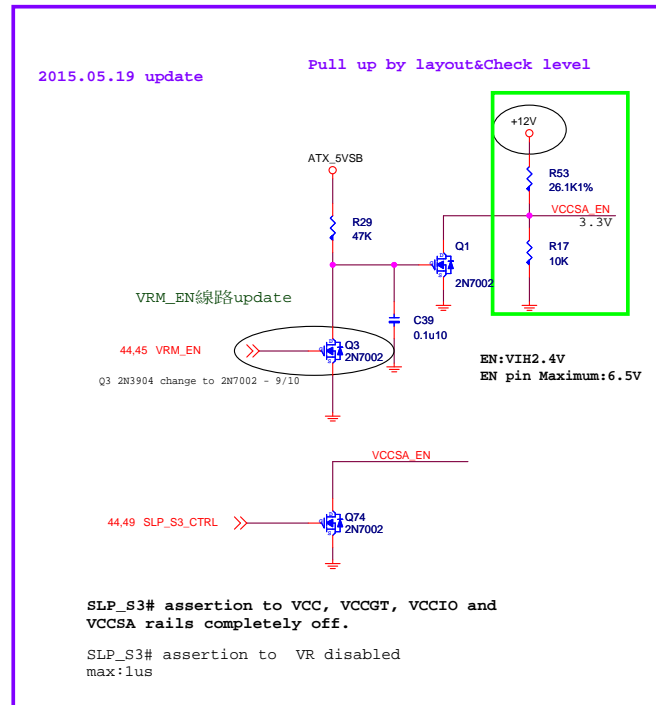 Pull up by layout&Check level
2015.05.19 update
+12V
ATX_5VSB
R53
26.1K1%
VCCSA_EN
3.3V
R29
47K
Q1
R17
10K
2N7002
VRM_EN線路update
C39
0.1u10
44,45 VRM_EN
Q3
2N7002
EN:VIH2.4V
EN pin Maximum:6.5V
Q3 2N3904 change to 2N7002 - 9/10
VCCSA_EN
44,49 SLP_S3_CTRL
Q74
2N7002
SLP_S3# assertion to VCC, VCCGT, VCCIO and
VCCSA rails completely off.
SLP_S3# assertion to VR disabled
max:1us